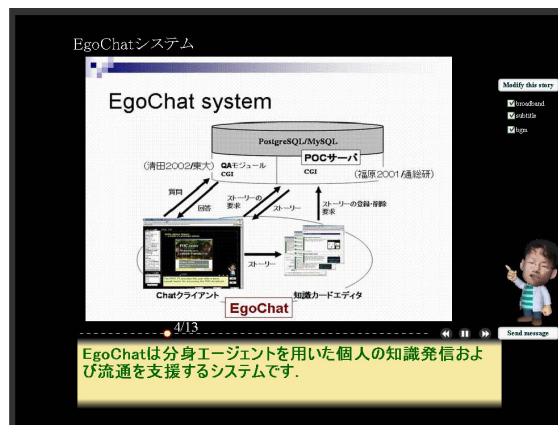 EgoChatシステム
EgoChat system
PostgreSQL/MySQL
POCサーバ
(清田2002/東大)
QAモジュール
CGI
CGI
(福原2001/通総研)
質問
回答
ストーリーの
要求
ストーリー
ストーリーの登録・削除
要求
ストーリー
Chatクライアント
知識カードエディタ
EgoChat
4/13
EgoChatは分身エージェントを用いた個人の知識発信およ
び流通を支援するシステムです.
Modify this story
broadband
subtitle
bgm
Send message